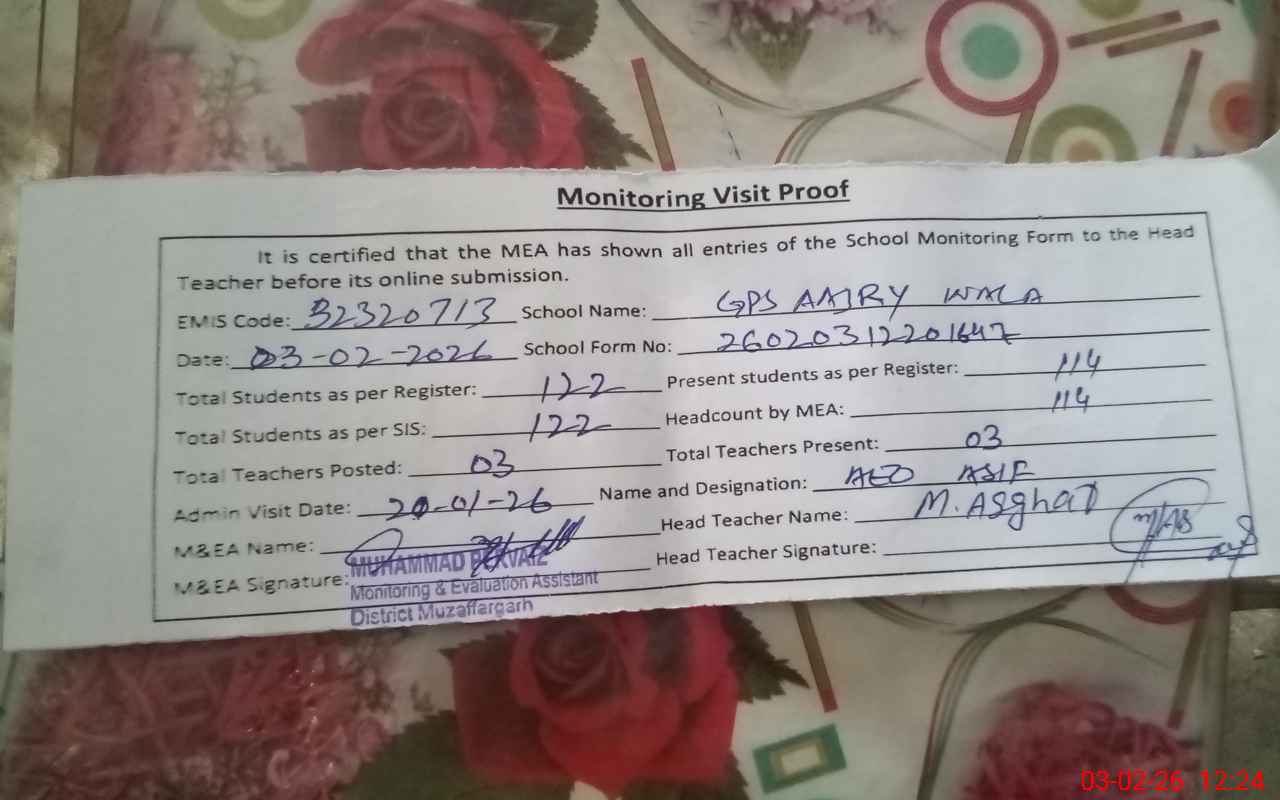 Monitoring Visit Proof
It is certified that the MEA has shown all entries of the School Monitoring Form to the Head
Teacher before its online submission.
EMIS Code: 32320713 School Name: GPS AAJRY WALA
Date: 03-02-2026 School Form No: 260203122201647
Total Students as per Register: 122 Present students as per Register: 114
Total Students as per SIS: 122 Headcount by MEA: 114
Total Teachers Posted: 03 Total Teachers Present: 03
Admin Visit Date: 20-01-26 Name and Designation: AEO ASIF
M&EA Name: Head Teacher Name: M. Asghar
M&EA Signature: Head Teacher Signature:
MUHAMMAD PERVAIZ
Monitoring & Evaluation Assistant
District Muzaffargarh
03-02-26 12:24